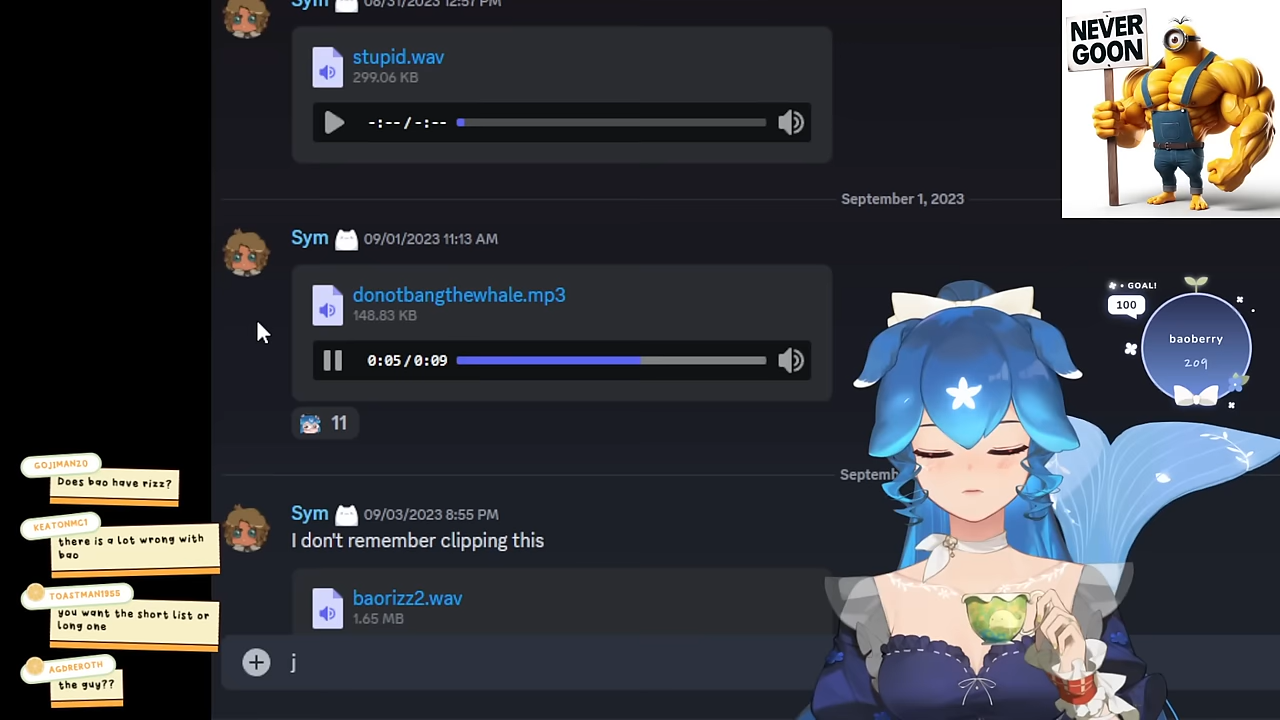 Sym 08/31/2023 12:57 PM
stupid.wav
299.06 KB
-:-- / -:--
NEVER
GOON
September 1, 2023
Sym 09/01/2023 11:13 AM
donotbangthewhale.mp3
148.83 KB
0:05 / 0:09
11
• GOAL!
100
baoberry
209
Septemb
Sym 09/03/2023 8:55 PM
I don't remember clipping this
baorizz2.wav
1.65 MB
j
GOJIMAN20
Does bao have rizz?
KEATONMC1
there is a lot wrong with
bao
TOASTMAN1955
you want the short list or
long one
AGDREROTH
the guy??